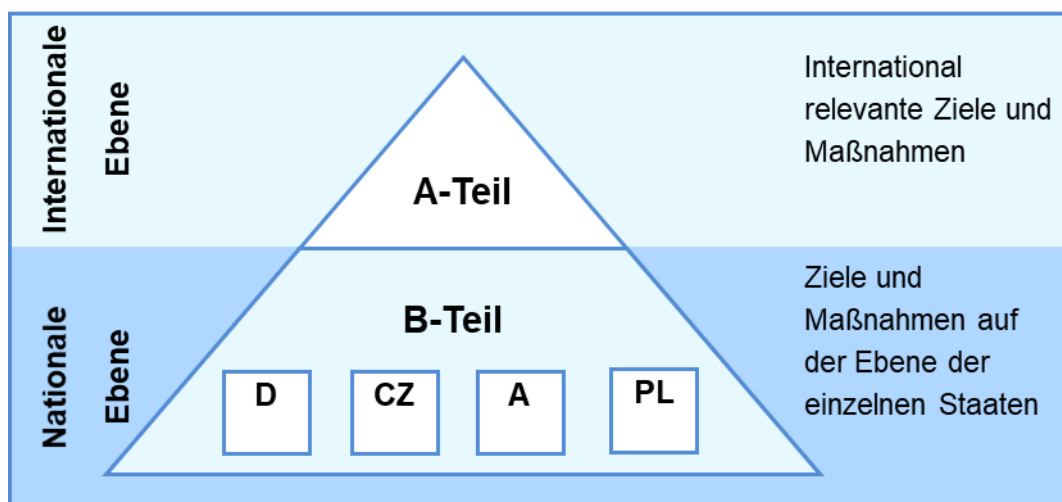 Internationale
Ebene
International
relevante Ziele und
Maßnahmen
A-Teil
Nationale
Ebene
Ziele und
Maßnahmen auf
der Ebene der
einzelnen Staaten
B-Teil
D
CZ
A
PL